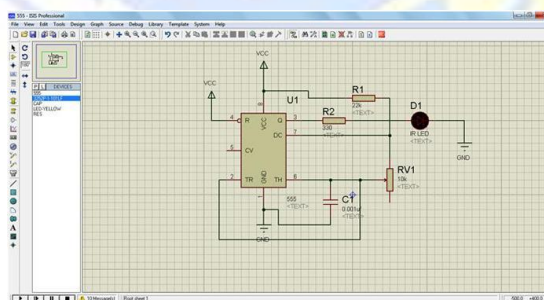 555 - ISIS Professional
File View Edit Tools Design Graph Source Debug Library Template System Help
P L DEVICES
555
CAP
LED-YELLOW
RES
VCC
VCC
U1
R1
22k
<TEXT>
R2
330
<TEXT>
D1
IR LED
<TEXT>
GND
4 R
8
VCC
Q 3
DC 7
5 CV
2 TR
GND
1
TH 6
555
<TEXT>
C1
0.001u
<TEXT>
RV1
10k
<TEXT>
GND
Root sheet 1